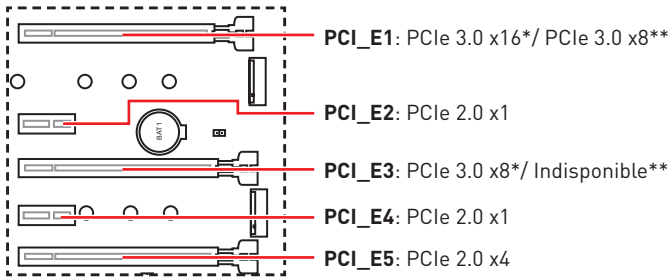 PCI_E1: PCIe 3.0 x16*/ PCIe 3.0 x8**
PCI_E2: PCIe 2.0 x1
BAT1
PCI_E3: PCIe 3.0 x8*/ Indisponible**
PCI_E4: PCIe 2.0 x1
PCI_E5: PCIe 2.0 x4